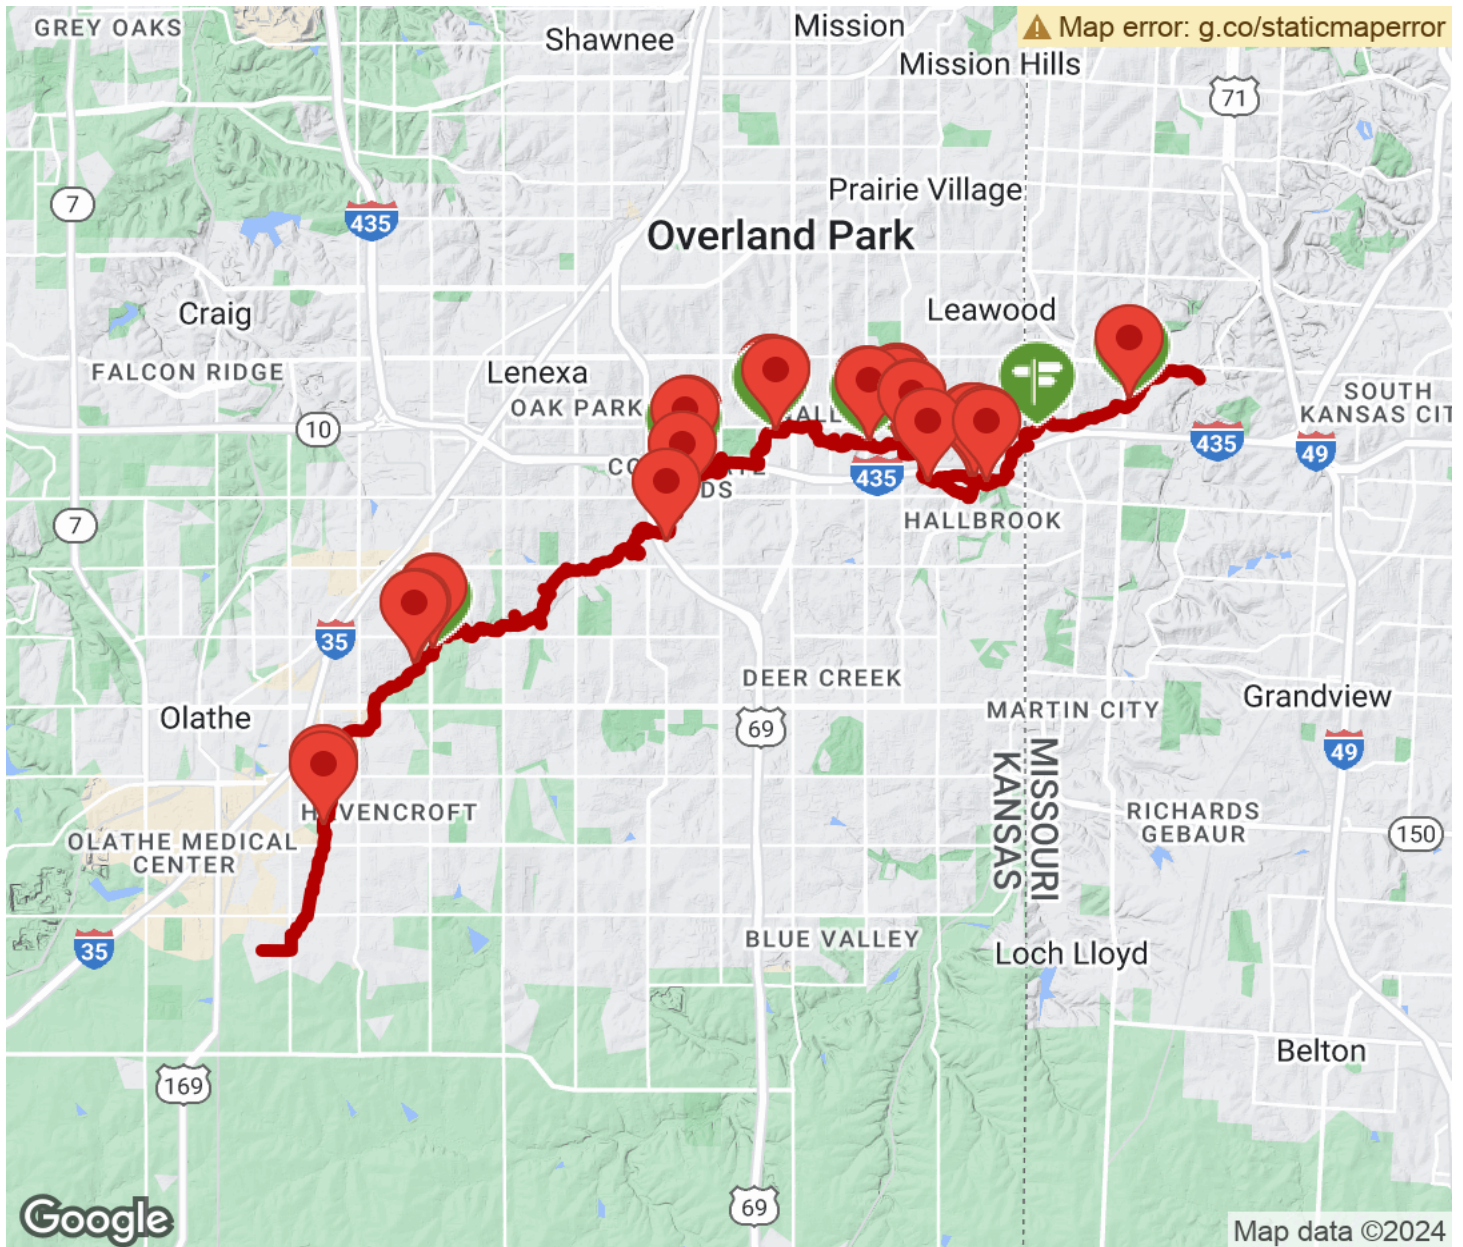 GREY OAKS
Shawnee
Mission
Map error: g.co/staticmaperror
Mission Hills
71
7
435
Prairie Village
Overland Park
Craig
Leawood
FALCON RIDGE
Lenexa
OAK PARK
SOUTH
KANSAS CIT
10
435
49
435
DS
7
HALLBROOK
35
DEER CREEK
Grandview
MARTIN CITY
Olathe
69
49
MISSOURI
KANSAS
RICHARDS
GEBAUR
150
OLATHE MEDICAL
CENTER
35
BLUE VALLEY
Loch Lloyd
Belton
169
69
Google
Map data ©2024